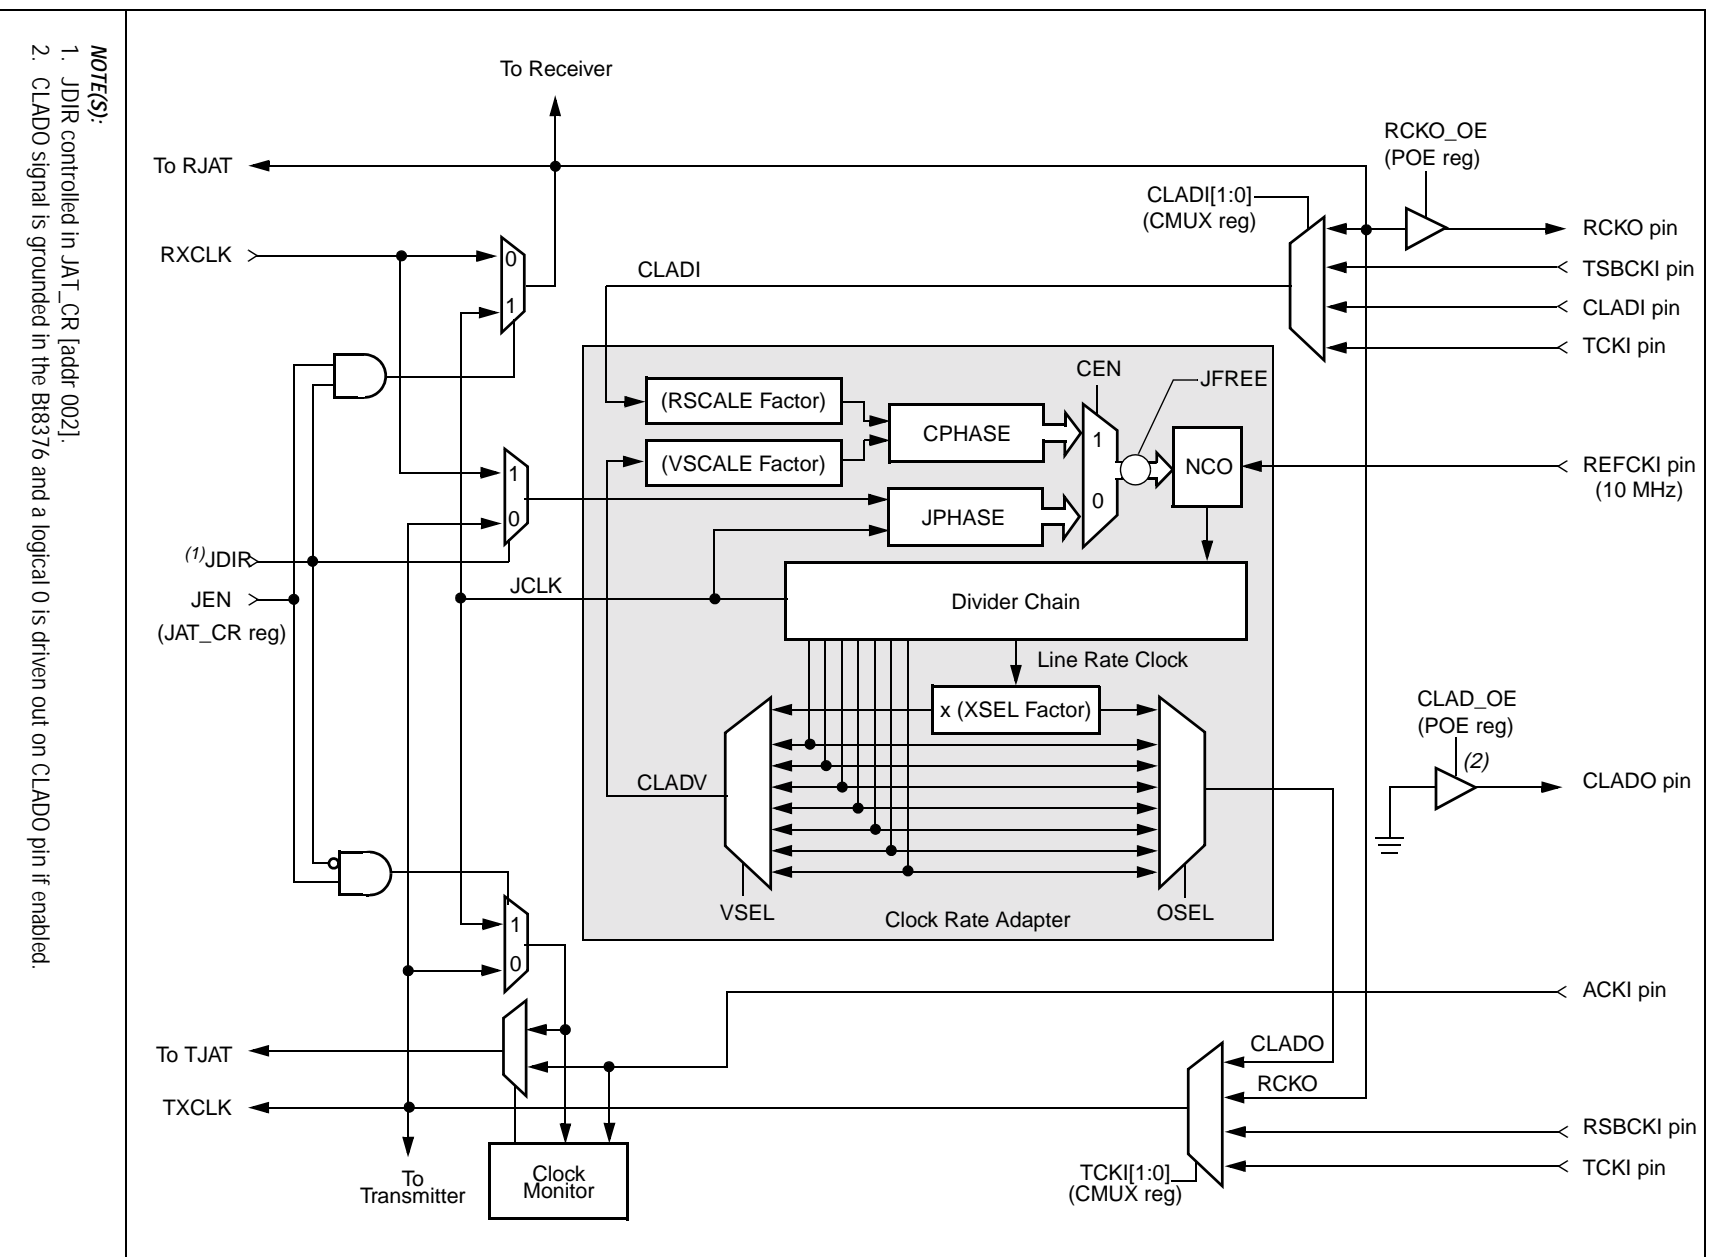 NOTE(S):
1. JDIR controlled in JAT_CR [addr 002].
2. CLADO signal is grounded in the Bt8376 and a logical 0 is driven out on CLADO pin if enabled.
To Receiver
To RJAT
RCKO_OE
(POE reg)
CLADI[1:0]
(CMUX reg)
RCKO pin
RXCLK
0
1
TSBCKI pin
CLADI
CLADI pin
TCKI pin
CEN
JFREE
(RSCALE Factor)
CPHASE
1
(VSCALE Factor)
NCO
REFCKI pin
(10 MHz)
1
0
0
JPHASE
(1)JDIR
JEN
(JAT_CR reg)
JCLK
Divider Chain
Line Rate Clock
x (XSEL Factor)
CLAD_OE
(POE reg)
(2)
CLADV
CLADO pin
VSEL
OSEL
Clock Rate Adapter
1
0
ACKI pin
To TJAT
CLADO
RCKO
TXCLK
RSBCKI pin
TCKI pin
To
Transmitter
Clock
Monitor
TCKI[1:0]
(CMUX reg)